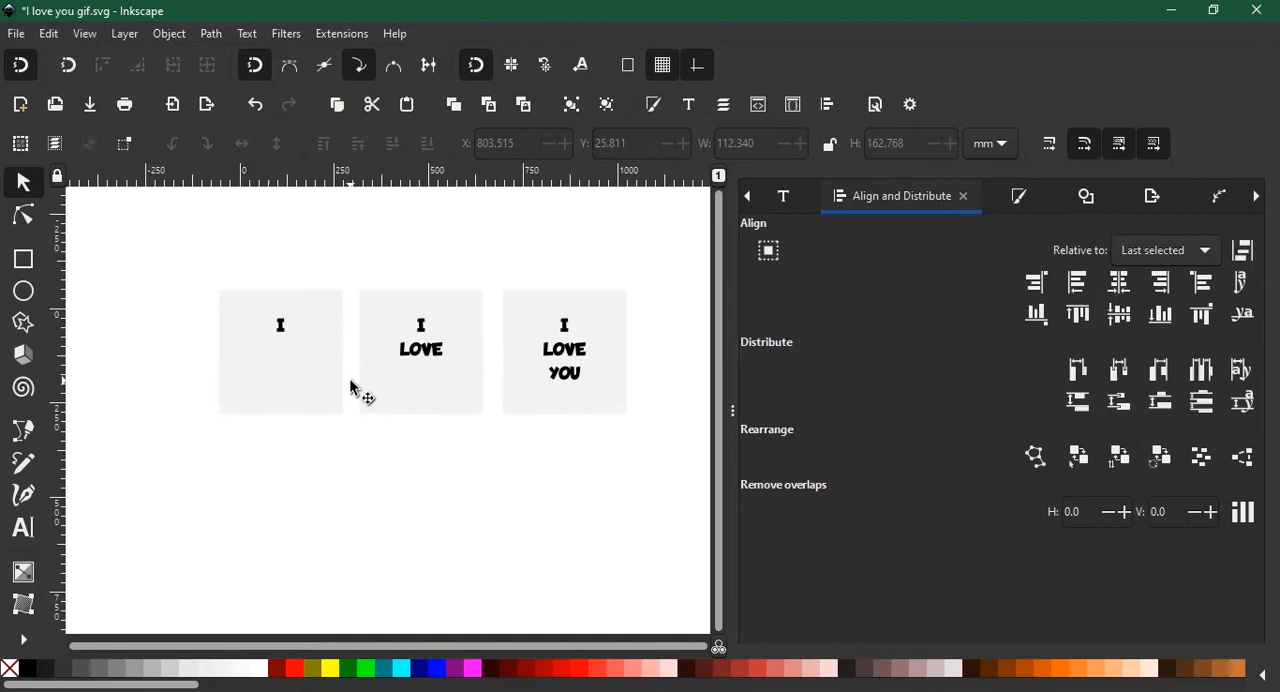 *I love you gif.svg - Inkscape
File Edit View Layer Object Path Text Filters Extensions Help
X: 803.515 Y: 25.811 W: 112.340 H: 162.768 mm
-250 0 250 500 750 1000
1
Align and Distribute
Align
Relative to: Last selected
Distribute
Rearrange
Remove overlaps
H: 0.0 V: 0.0
I
I
LOVE
I
LOVE
YOU